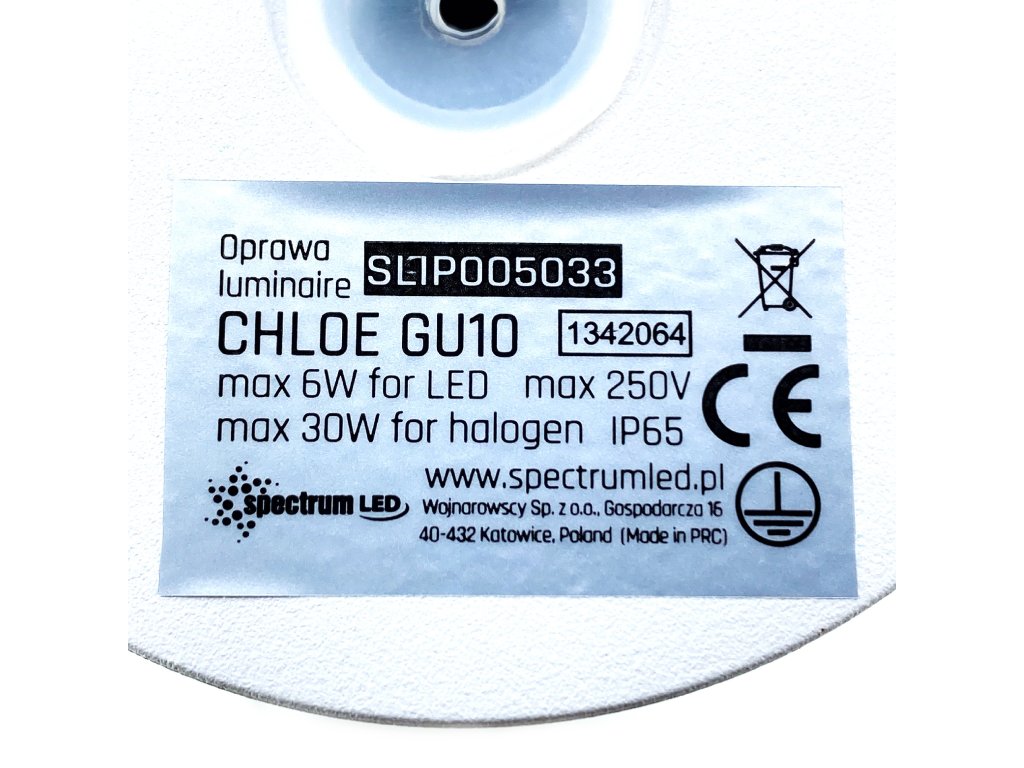 Oprawa
luminaire SLIP005033
CHLOE GU10 1342064
max 6W for LED max 250V
max 30W for halogen IP65
CE
www.spectrumled.pl
spectrum LED Wojnarowscy Sp. z o.o., Gospodarcza 16
40-432 Katowice, Poland (Made in PRC)